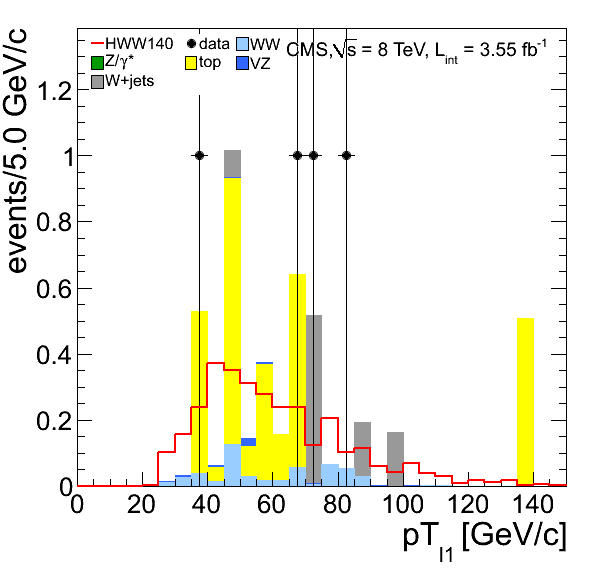 HWW140 data WW CMS,√s = 8 TeV, L_int = 3.55 fb^-1
Z/γ* top VZ
W+jets
events/5.0 GeV/c
1.2
1
0.8
0.6
0.4
0.2
0
0 20 40 60 80 100 120 140
pT_l1 [GeV/c]